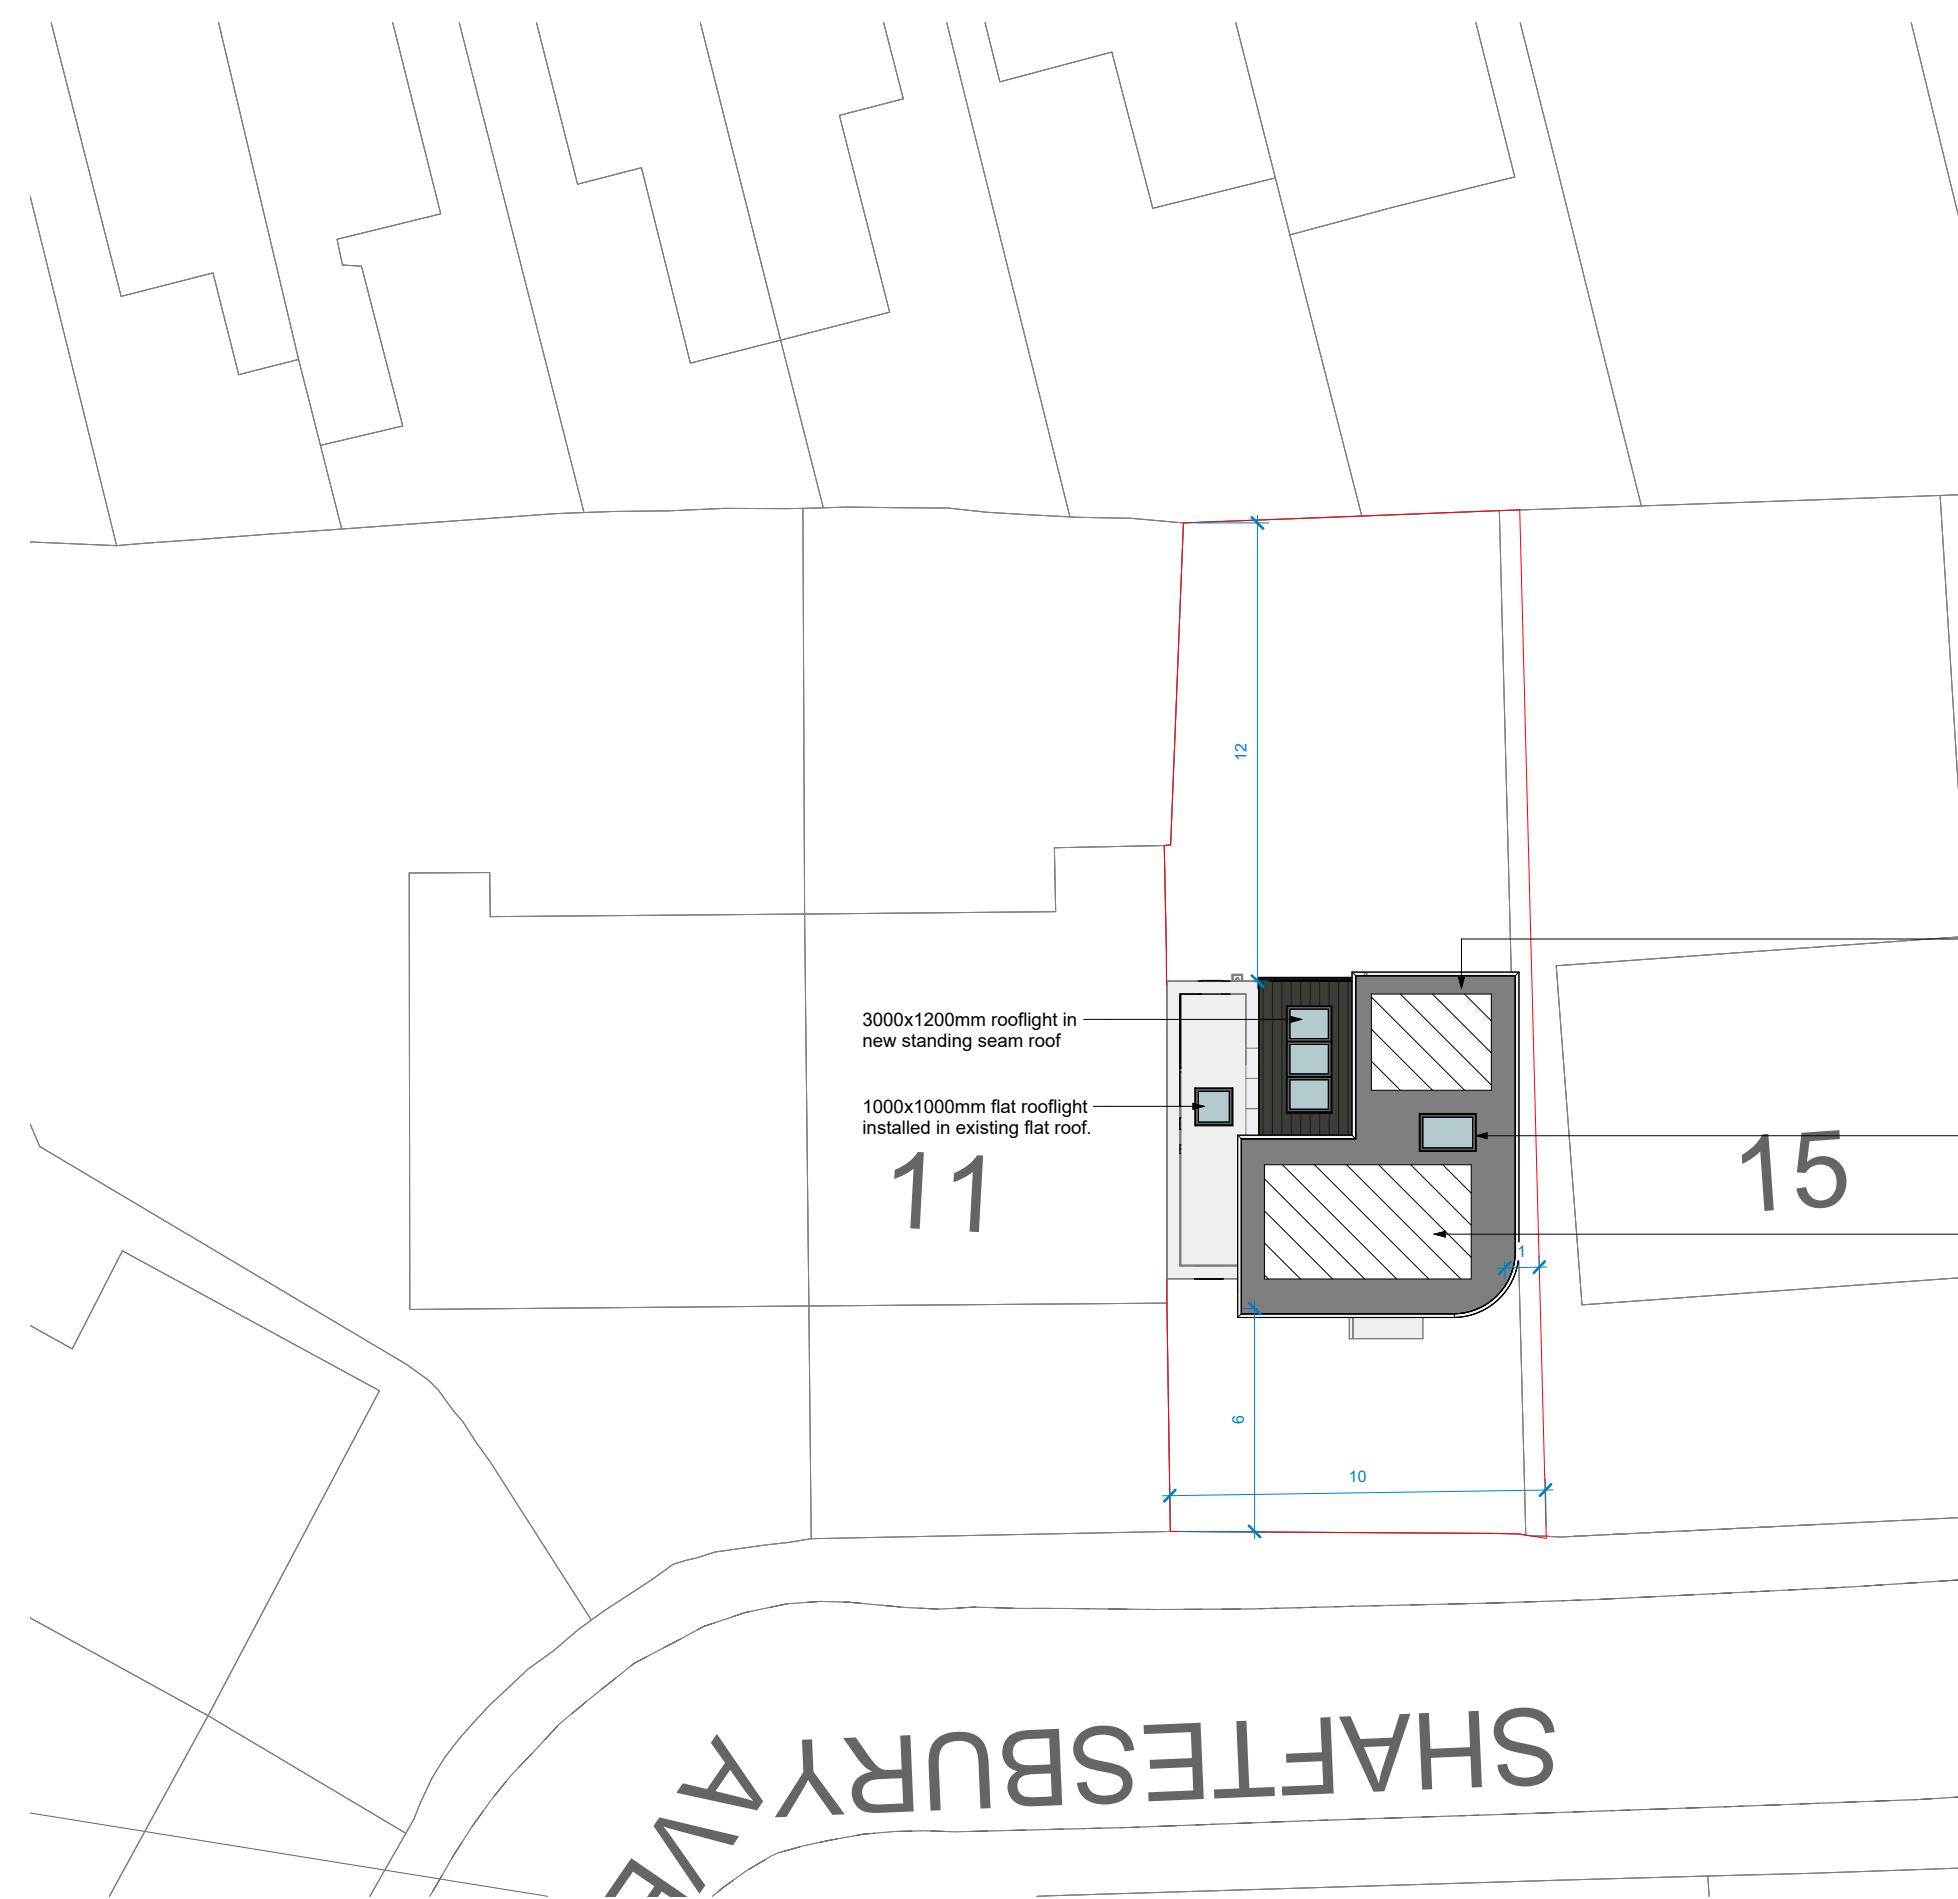 12
3000x1200mm rooflight in
new standing seam roof
1000x1000mm flat rooflight
installed in existing flat roof.
11
15
1
6
10
SHAFTESBURY AVE